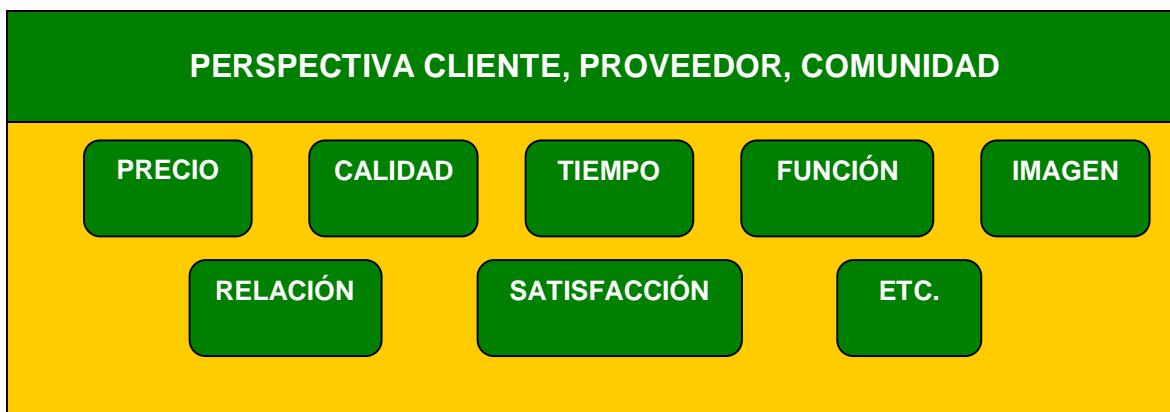 PERSPECTIVA CLIENTE, PROVEEDOR, COMUNIDAD
PRECIO
CALIDAD
TIEMPO
FUNCIÓN
IMAGEN
RELACIÓN
SATISFACCIÓN
ETC.